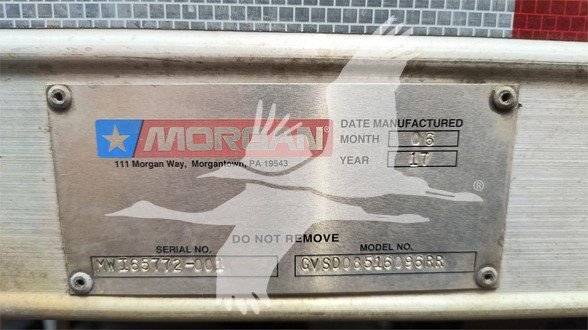 MORGAN®
111 Morgan Way, Morgantown, PA 19543
DATE MANUFACTURED
MONTH 06
YEAR 17
DO NOT REMOVE
SERIAL NO. MODEL NO.
MWI65772-001 GVSD08516096RR
®